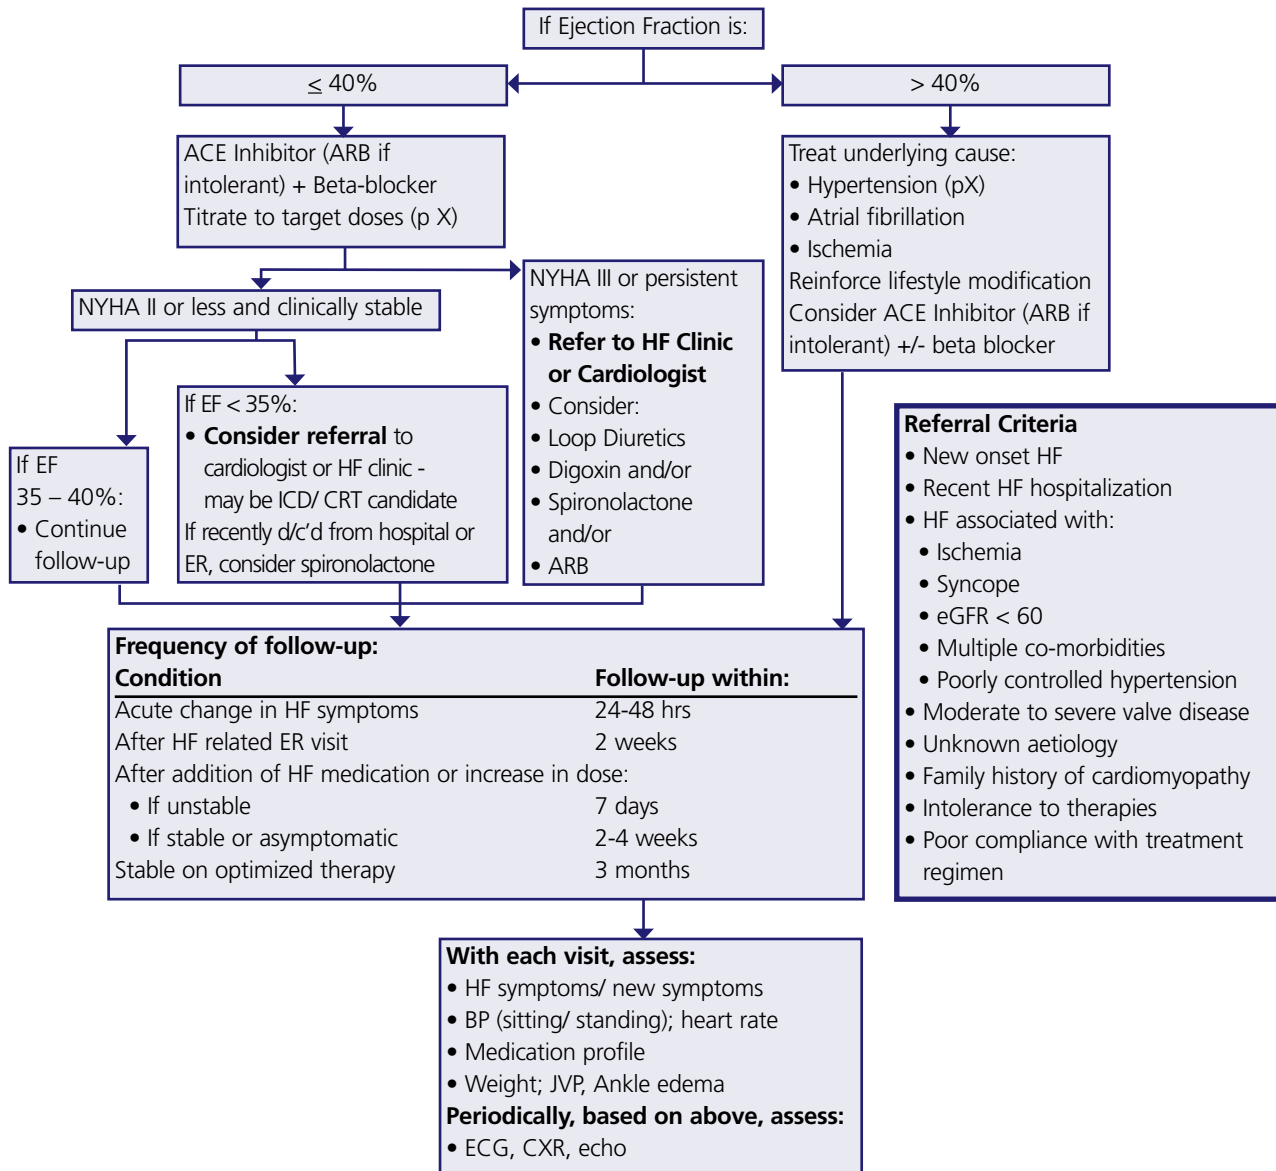 If Ejection Fraction is:
≤ 40%
> 40%
ACE Inhibitor (ARB if
intolerant) + Beta-blocker
Titrate to target doses (p X)
Treat underlying cause:
• Hypertension (pX)
• Atrial fibrillation
• Ischemia
Reinforce lifestyle modification
Consider ACE Inhibitor (ARB if
intolerant) +/- beta blocker
NYHA II or less and clinically stable
NYHA III or persistent
symptoms:
• Refer to HF Clinic
or Cardiologist
• Consider:
• Loop Diuretics
• Digoxin and/or
• Spironolactone
and/or
• ARB
If EF
35 – 40%:
• Continue
follow-up
If EF < 35%:
• Consider referral to
cardiologist or HF clinic -
may be ICD/ CRT candidate
If recently d/c'd from hospital or
ER, consider spironolactone
Referral Criteria
• New onset HF
• Recent HF hospitalization
• HF associated with:
• Ischemia
• Syncope
• eGFR < 60
• Multiple co-morbidities
• Poorly controlled hypertension
• Moderate to severe valve disease
• Unknown aetiology
• Family history of cardiomyopathy
• Intolerance to therapies
• Poor compliance with treatment
regimen
Frequency of follow-up:
Condition Follow-up within:
Acute change in HF symptoms 24-48 hrs
After HF related ER visit 2 weeks
After addition of HF medication or increase in dose:
• If unstable 7 days
• If stable or asymptomatic 2-4 weeks
Stable on optimized therapy 3 months
With each visit, assess:
• HF symptoms/ new symptoms
• BP (sitting/ standing); heart rate
• Medication profile
• Weight; JVP, Ankle edema
Periodically, based on above, assess:
• ECG, CXR, echo